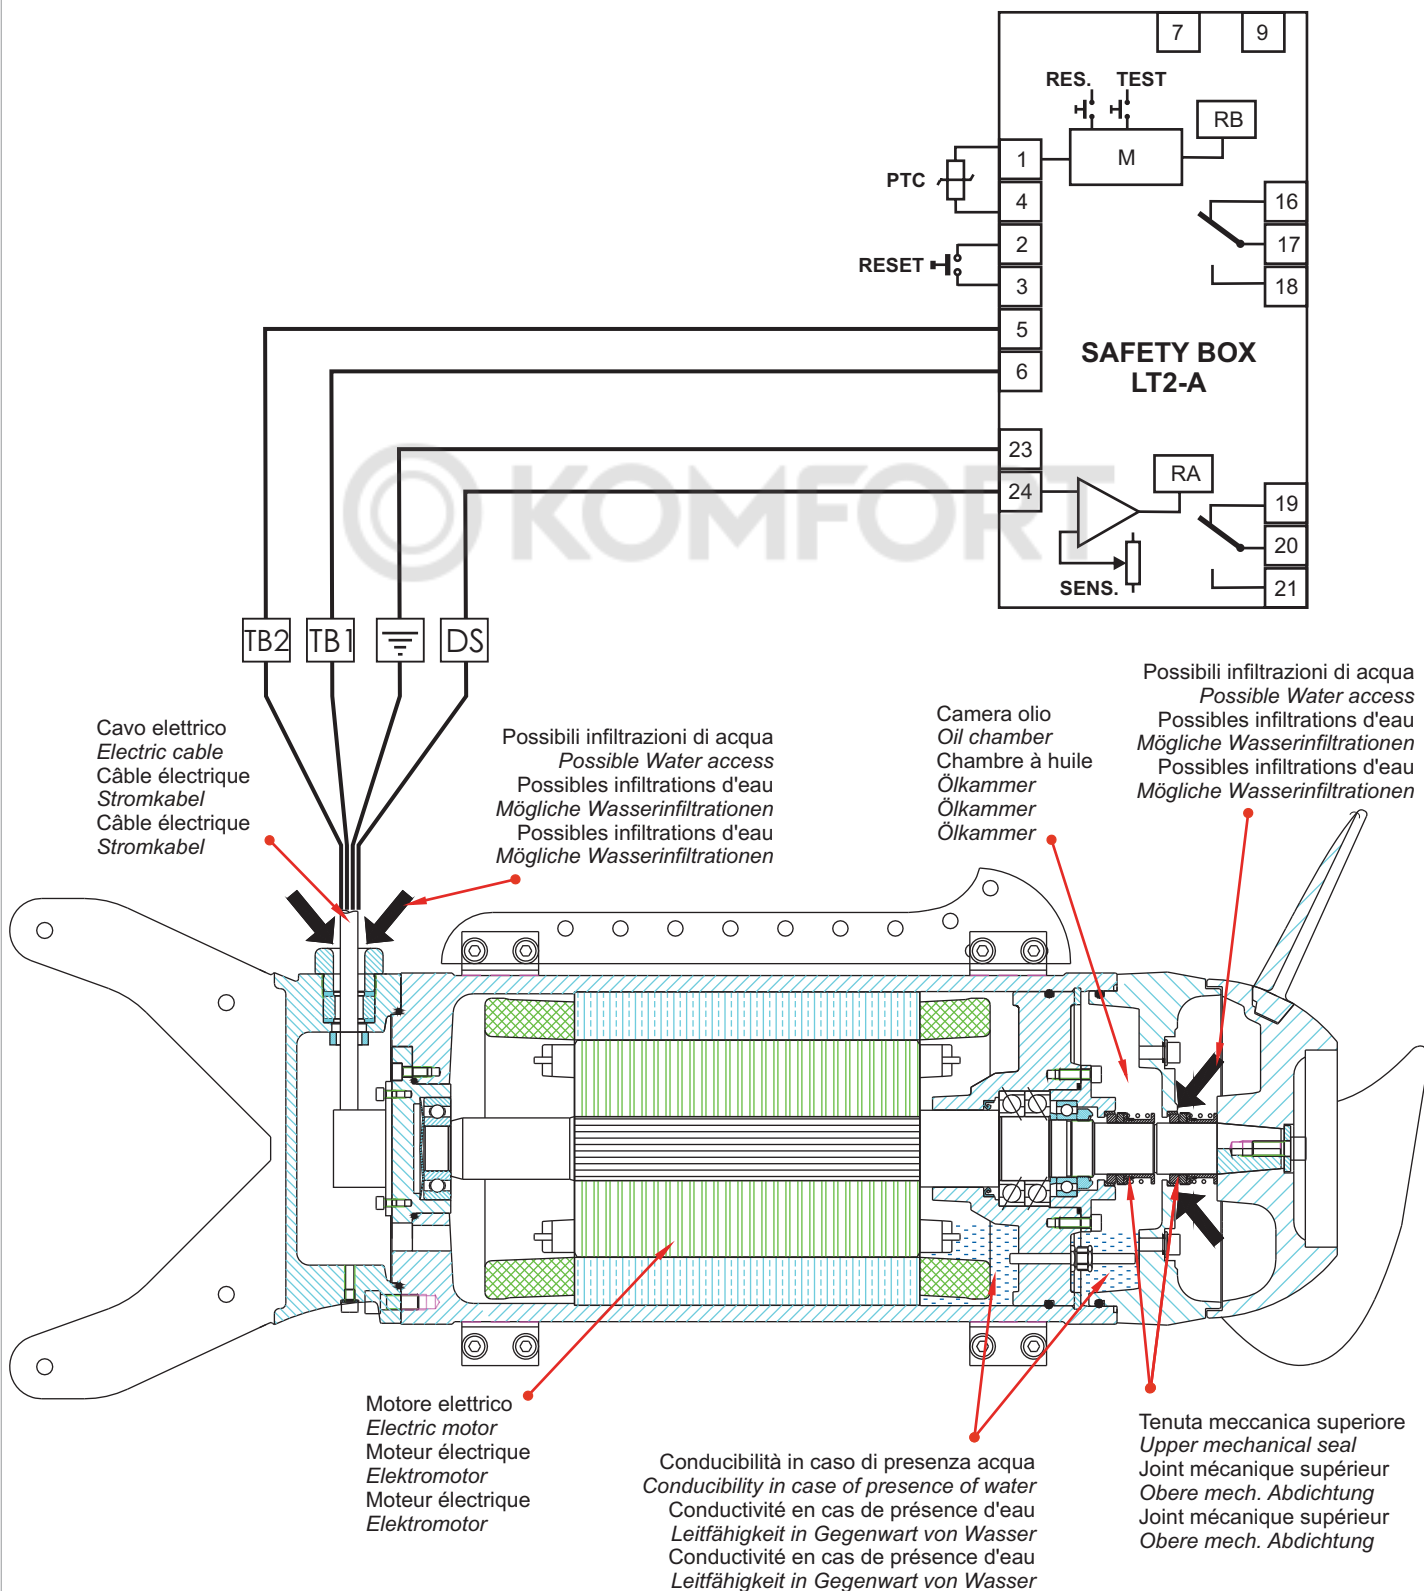 7
9
RES.
TEST
RB
M
1
PTC
4
16
2
17
RESET
3
18
5
SAFETY BOX
LT2-A
6
23
KOMFORT
24
RA
19
20
SENS.
21
TB2
TB1
DS
Cavo elettrico
Electric cable
Câble électrique
Stromkabel
Câble électrique
Stromkabel
Possibili infiltrazioni di acqua
Possible Water access
Possibles infiltrations d'eau
Mögliche Wasserinfiltrationen
Possibles infiltrations d'eau
Mögliche Wasserinfiltrationen
Camera olio
Oil chamber
Chambre à huile
Ölkammer
Ölkammer
Ölkammer
Possibili infiltrazioni di acqua
Possible Water access
Possibles infiltrations d'eau
Mögliche Wasserinfiltrationen
Possibles infiltrations d'eau
Mögliche Wasserinfiltrationen
Motore elettrico
Electric motor
Moteur électrique
Elektromotor
Moteur électrique
Elektromotor
Conducibilità in caso di presenza acqua
Conducibility in case of presence of water
Conductivité en cas de présence d'eau
Leitfähigkeit in Gegenwart von Wasser
Conductivité en cas de présence d'eau
Leitfähigkeit in Gegenwart von Wasser
Tenuta meccanica superiore
Upper mechanical seal
Joint mécanique supérieur
Obere mech. Abdichtung
Joint mécanique supérieur
Obere mech. Abdichtung